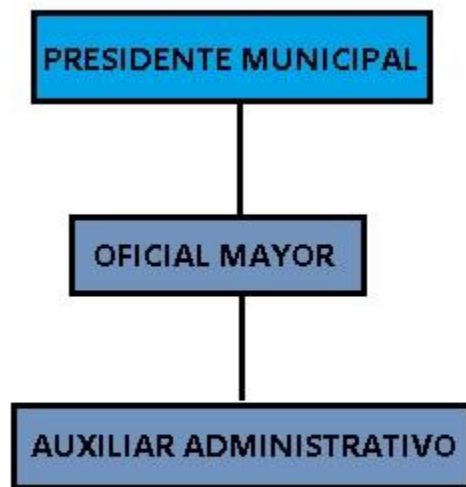 PRESIDENTE MUNICIPAL
OFICIAL MAYOR
AUXILIAR ADMINISTRATIVO